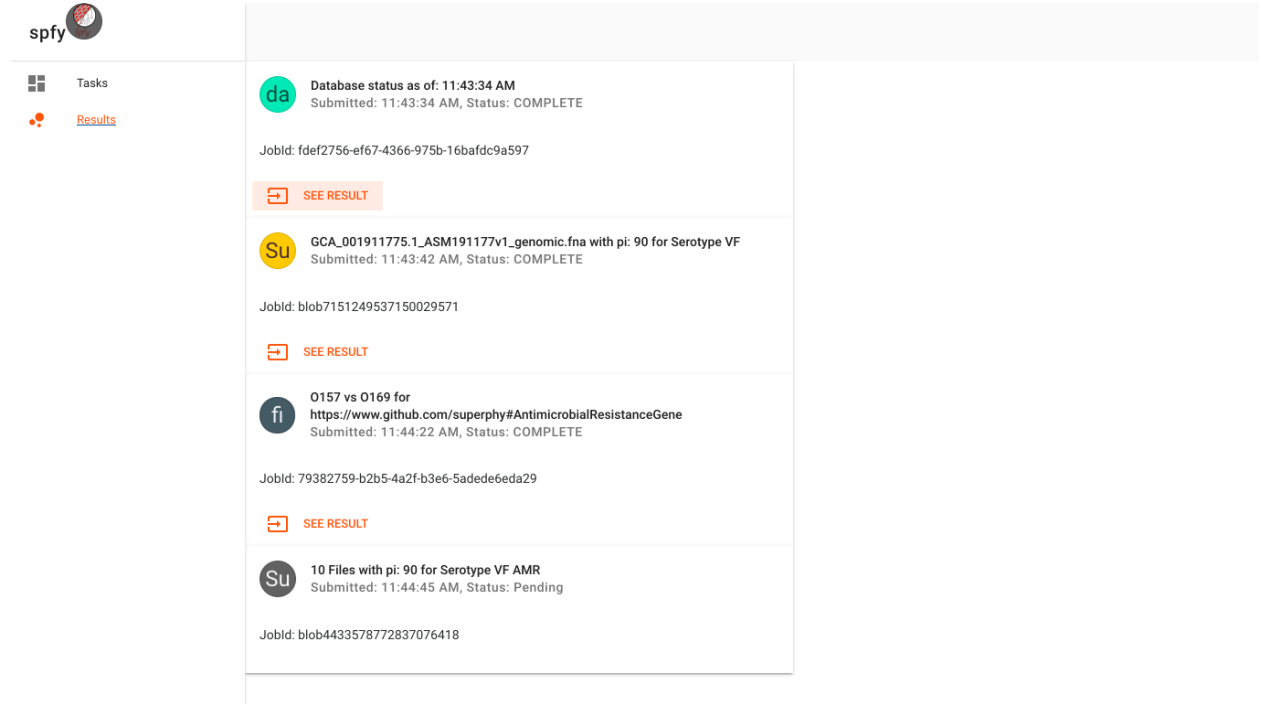 spfy
Tasks
Results
da
Database status as of: 11:43:34 AM
Submitted: 11:43:34 AM, Status: COMPLETE
JobId: fdef2756-ef67-4366-975b-16bafdc9a597
SEE RESULT
Su
GCA_001911775.1_ASM191177v1_genomic.fna with pi: 90 for Serotype VF
Submitted: 11:43:42 AM, Status: COMPLETE
JobId: blob7151249537150029571
SEE RESULT
fi
O157 vs O169 for
https://www.github.com/superphy#AntimicrobialResistanceGene
Submitted: 11:44:22 AM, Status: COMPLETE
JobId: 79382759-b2b5-4a2f-b3e6-5adede6eda29
SEE RESULT
Su
10 Files with pi: 90 for Serotype VF AMR
Submitted: 11:44:45 AM, Status: Pending
JobId: blob4433578772837076418